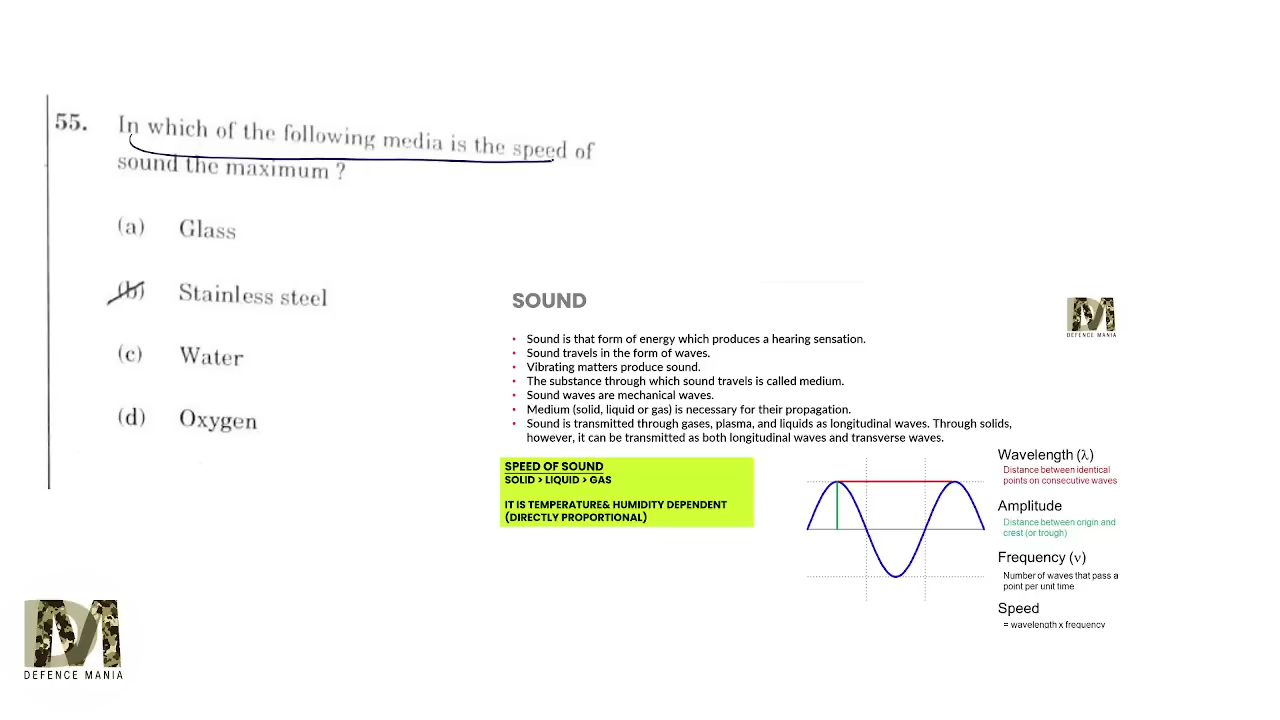 55. In which of the following media is the speed of
sound the maximum ?
(a) Glass
(b) Stainless steel
(c) Water
(d) Oxygen
SOUND
DM
DEFENCE MANIA
• Sound is that form of energy which produces a hearing sensation.
• Sound travels in the form of waves.
• Vibrating matters produce sound.
• The substance through which sound travels is called medium.
• Sound waves are mechanical waves.
• Medium (solid, liquid or gas) is necessary for their propagation.
• Sound is transmitted through gases, plasma, and liquids as longitudinal waves. Through solids,
however, it can be transmitted as both longitudinal waves and transverse waves.
SPEED OF SOUND
SOLID > LIQUID > GAS
IT IS TEMPERATURE& HUMIDITY DEPENDENT
(DIRECTLY PROPORTIONAL)
Wavelength (λ)
Distance between identical
points on consecutive waves
Amplitude
Distance between origin and
crest (or trough)
Frequency (ν)
Number of waves that pass a
point per unit time
Speed
= wavelength x frequency
DM
DEFENCE MANIA